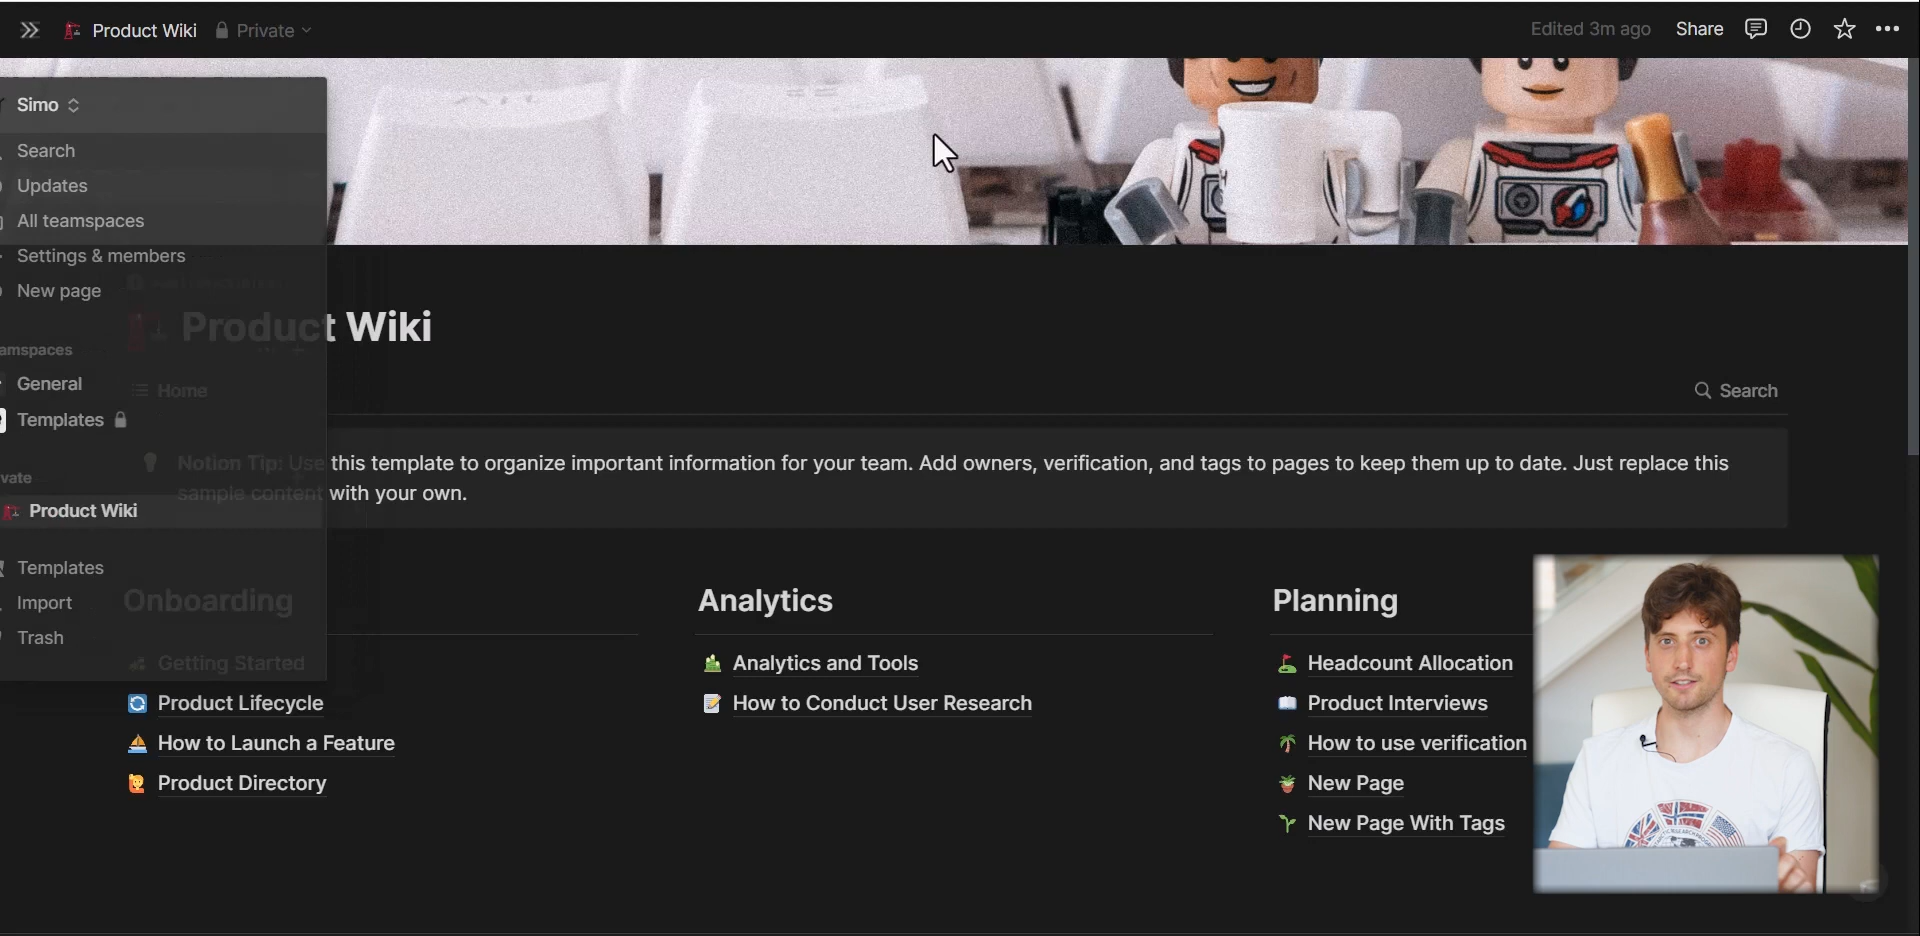 Product Wiki Private
Edited 3m ago Share
Simo
Search
Updates
All teamspaces
Settings & members
New page
amspaces
General
Templates
vate
Product Wiki
Templates
Import
Trash
Product Wiki
Home
Search
Notion Tip: Use this template to organize important information for your team. Add owners, verification, and tags to pages to keep them up to date. Just replace this
sample content with your own.
Onboarding
Getting Started
Product Lifecycle
How to Launch a Feature
Product Directory
Analytics
Analytics and Tools
How to Conduct User Research
Planning
Headcount Allocation
Product Interviews
How to use verification
New Page
New Page With Tags